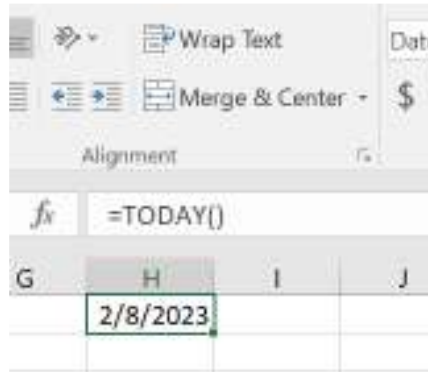 Wrap Text
Dat
Merge & Center
$
Alignment
fx
=TODAY()
G
H
I
J
2/8/2023